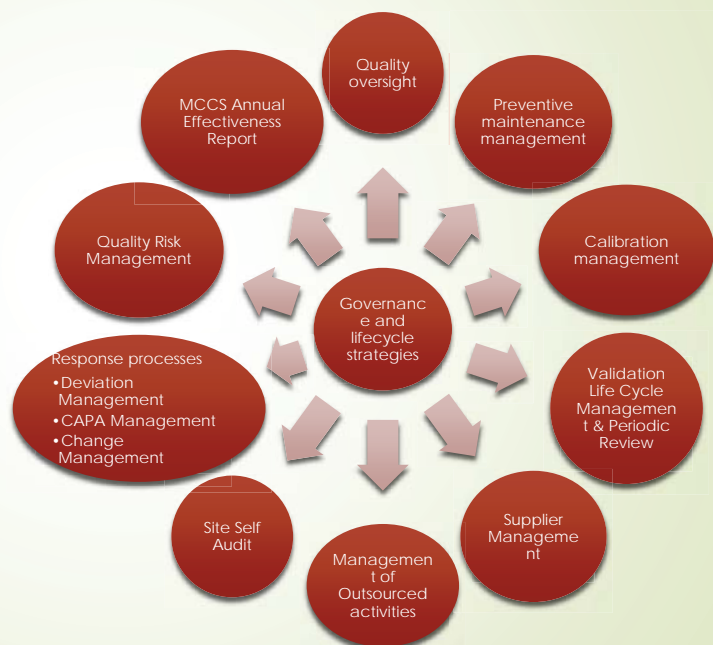 Quality
oversight
Preventive
maintenance
management
Calibration
management
Validation
Life Cycle
Managemen
t & Periodic
Review
Supplier
Manageme
nt
Managemen
t of
Outsourced
activities
Site Self
Audit
Response processes
•Deviation
Management
•CAPA Management
•Change
Management
Quality Risk
Management
MCCS Annual
Effectiveness
Report
Governanc
e and
lifecycle
strategies